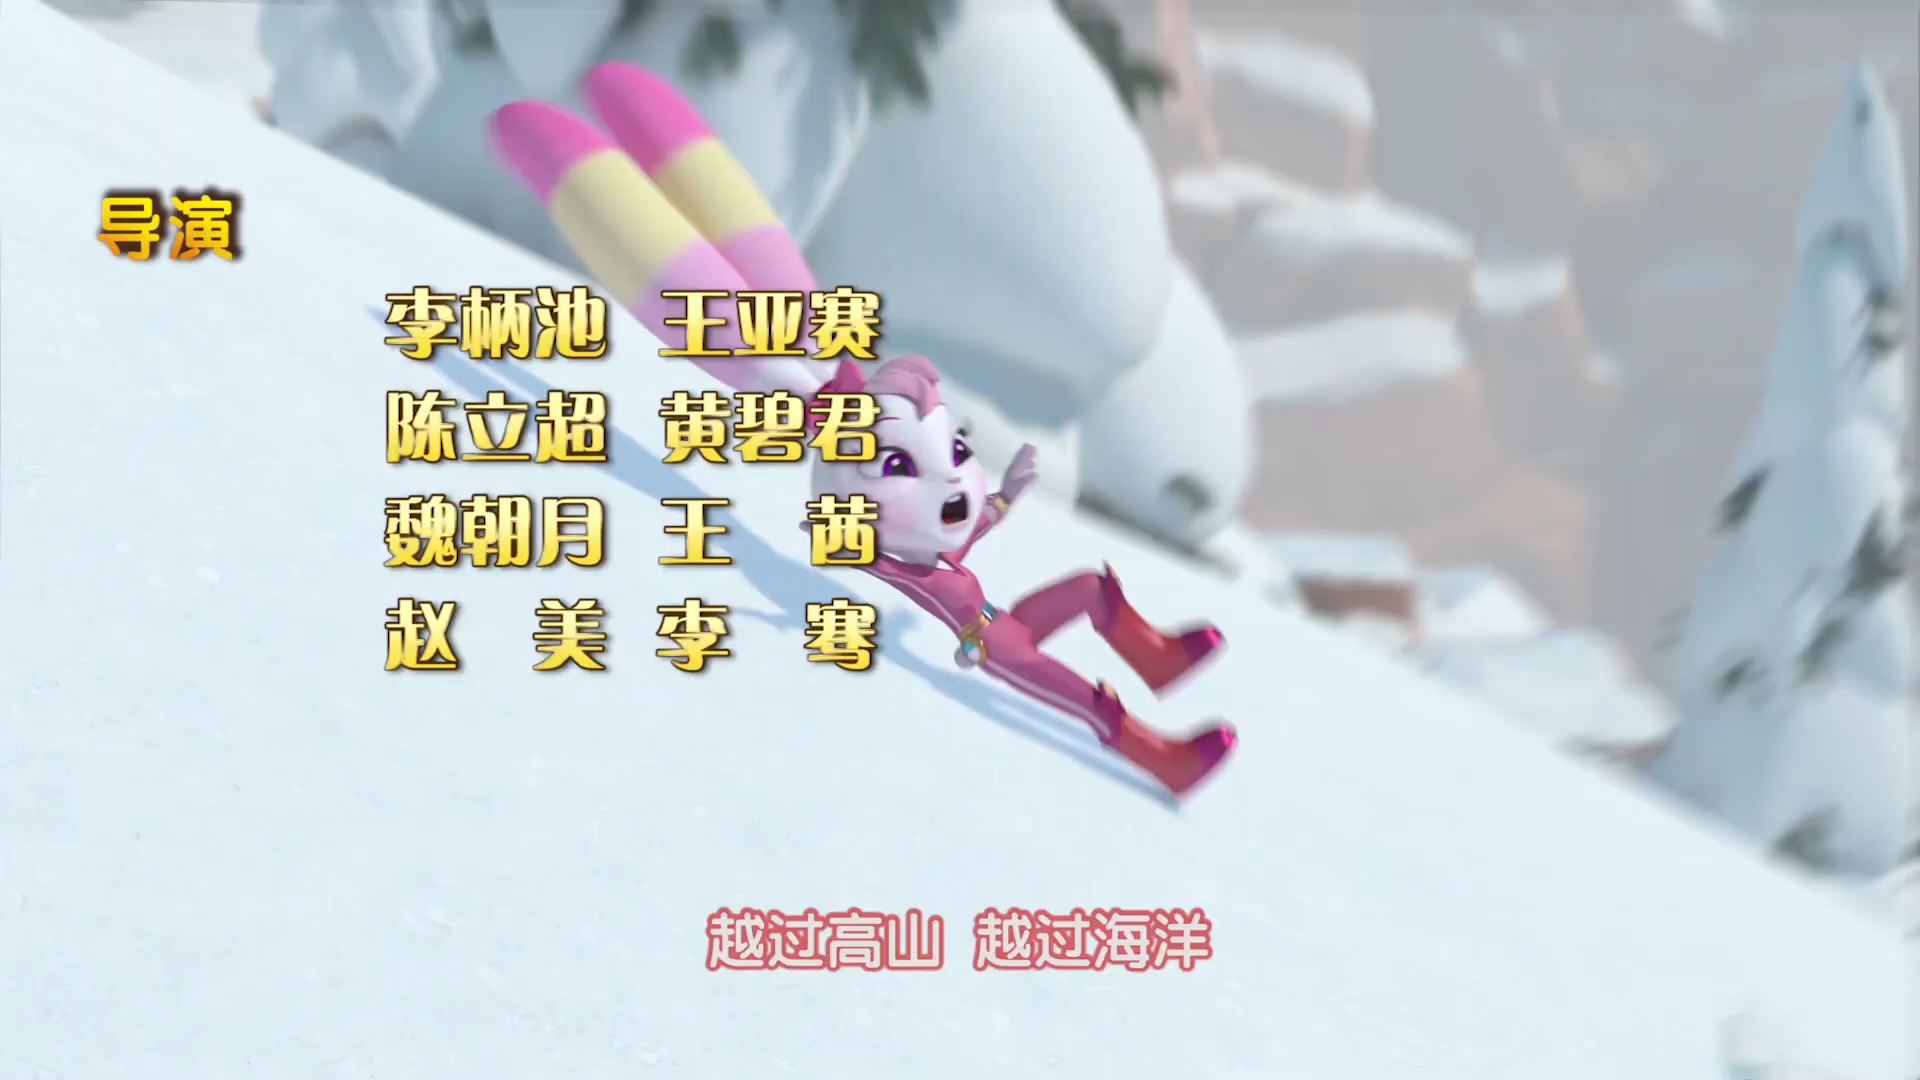 导演
李柄池 王亚赛
陈立超 黄碧君
魏朝月 王 茜
赵 美 李 骞
越过高山 越过海洋